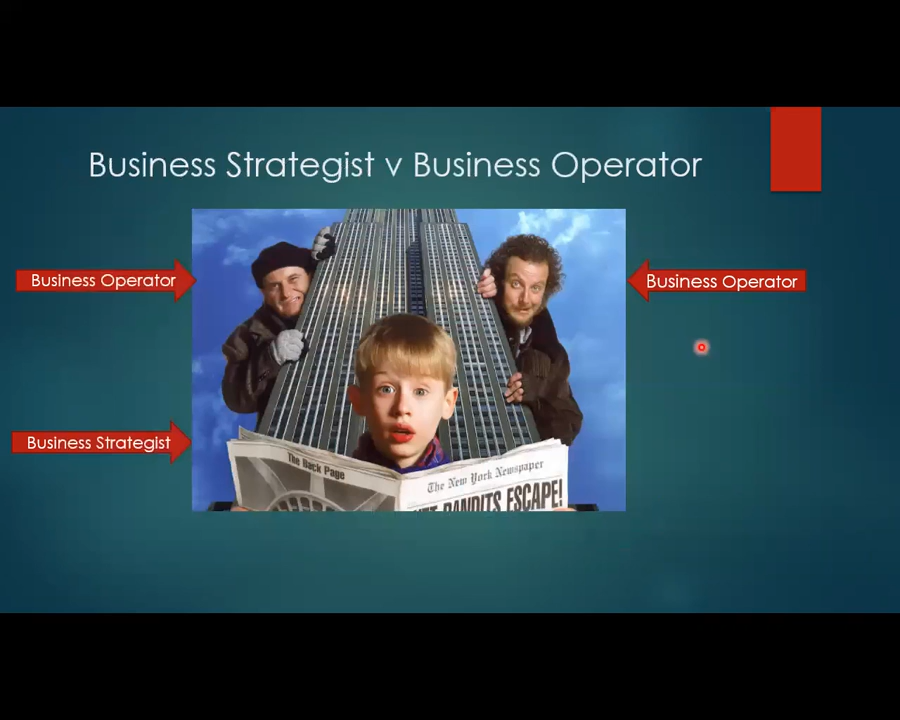 Business Strategist v Business Operator
Business Operator
Business Operator
Business Strategist
The Back Page
The New York Newspaper
BANDITS ESCAPE!